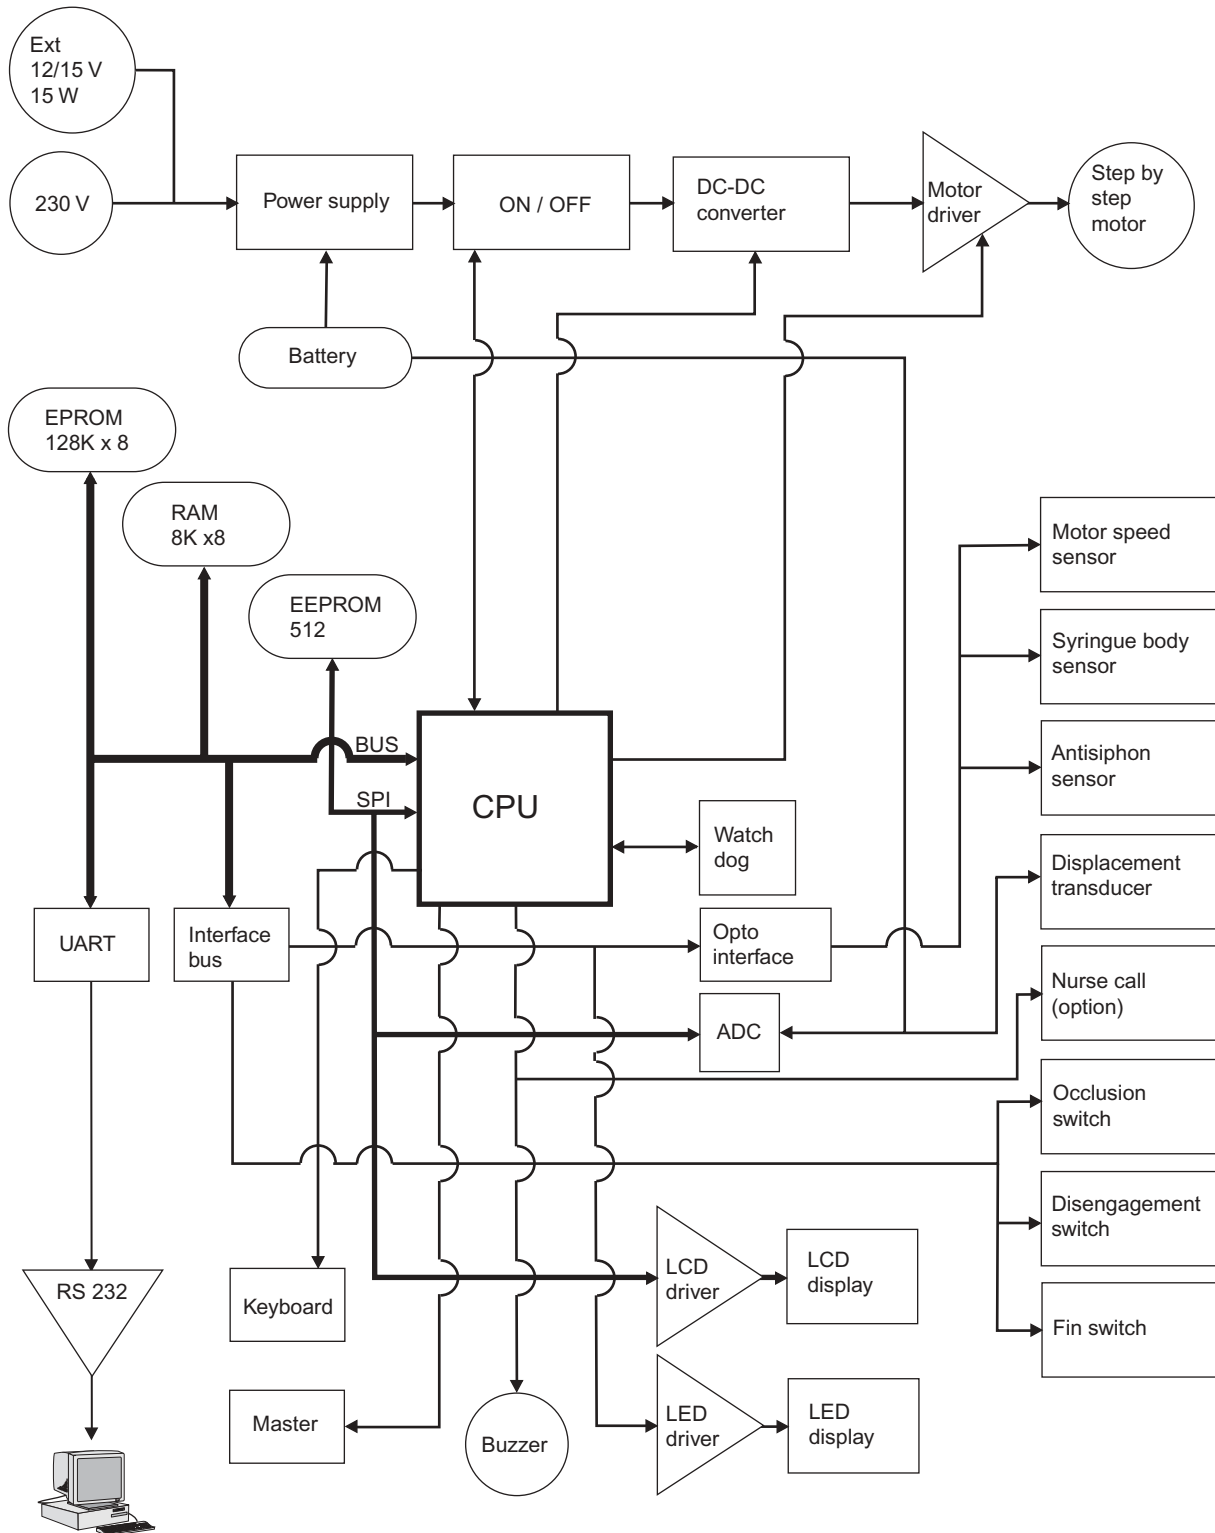 Ext
12/15 V
15 W
230 V
Power supply
ON / OFF
DC-DC
converter
Motor
driver
Step by
step
motor
Battery
EPROM
128K x 8
RAM
8K x8
EEPROM
512
BUS
SPI
CPU
Watch
dog
Motor speed
sensor
Syringue body
sensor
Antisiphon
sensor
Displacement
transducer
UART
Interface
bus
Opto
interface
ADC
Nurse call
(option)
Occlusion
switch
Disengagement
switch
Fin switch
RS 232
Keyboard
LCD
driver
LCD
display
Master
Buzzer
LED
driver
LED
display